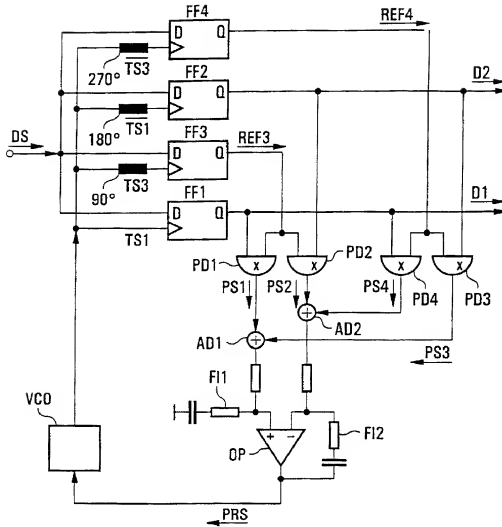 FF4 REF4
D Q
270° TS3
FF2 D2
D Q
180° TS1
DS FF3 REF3
D Q
90° TS3
FF1 D1
D Q
TS1
PD1 X X PD2 X X
PS1 PS2 PS4 PD4 PD3
+ AD2
AD1 +
PS3
FI1
VCO
+ − FI2
OP
PRS